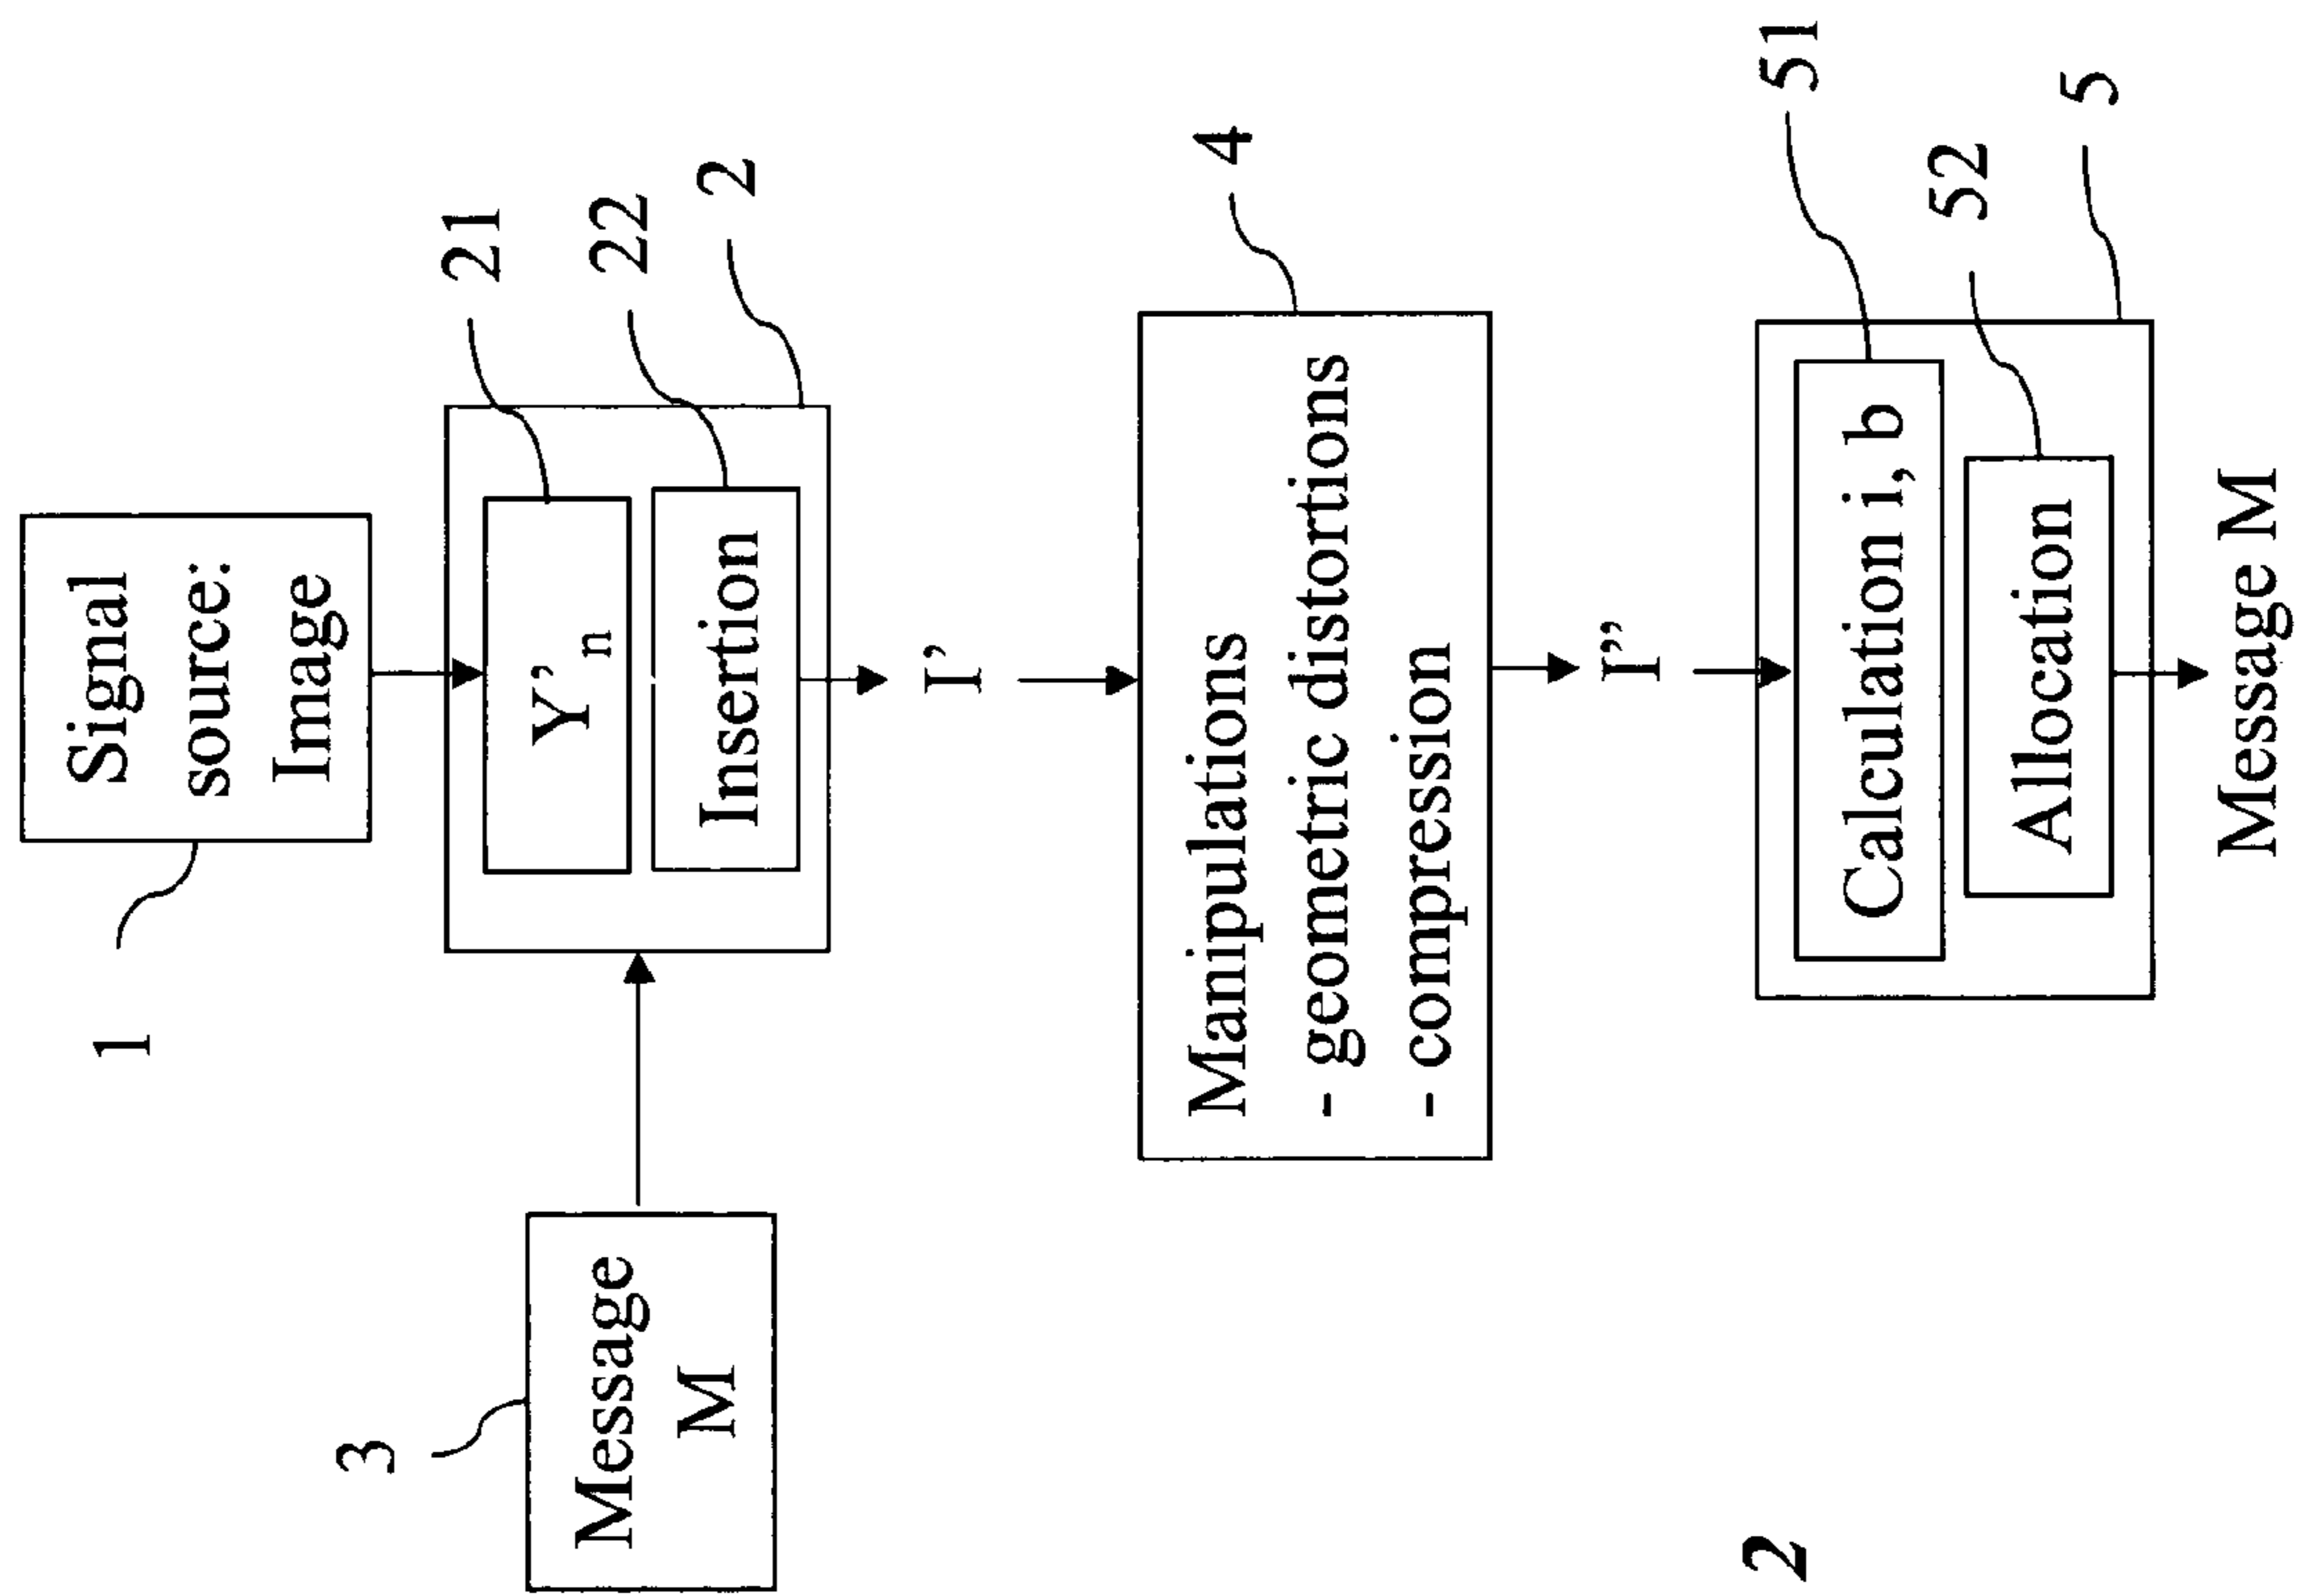 1
Signal
source:
Image
21
22
2
3
Message
M
Y'n
Insertion
I'
4
Manipulations
- geometric distortions
- compression
I''
51
52
5
Calculation i, b
Allocation
Message M
2